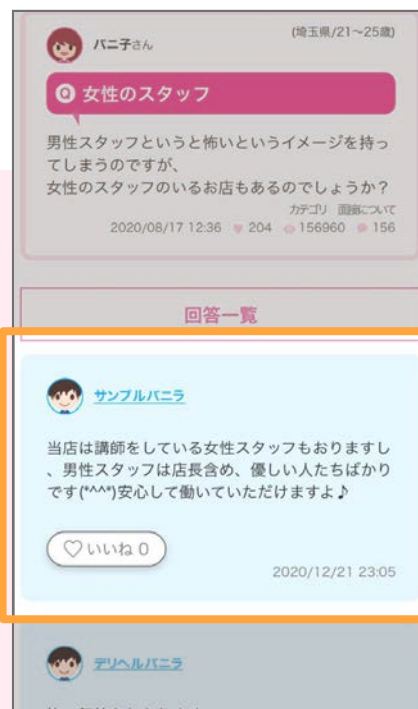 バニ子さん
(埼玉県/21～25歳)
Q 女性のスタッフ
男性スタッフというと怖いというイメージを持っ
てしまうのですが、
女性のスタッフのいるお店もあるのでしょうか？
カテゴリ 面接について
2020/08/17 12:36 204 156960 156
回答一覧
サンプルバニラ
当店は講師をしている女性スタッフもおりますし
、男性スタッフは店長含め、優しい人たちばかり
です(*^^*)安心して働いていただけますよ♪
♡いいね 0
2020/12/21 23:05
デリヘルバニラ